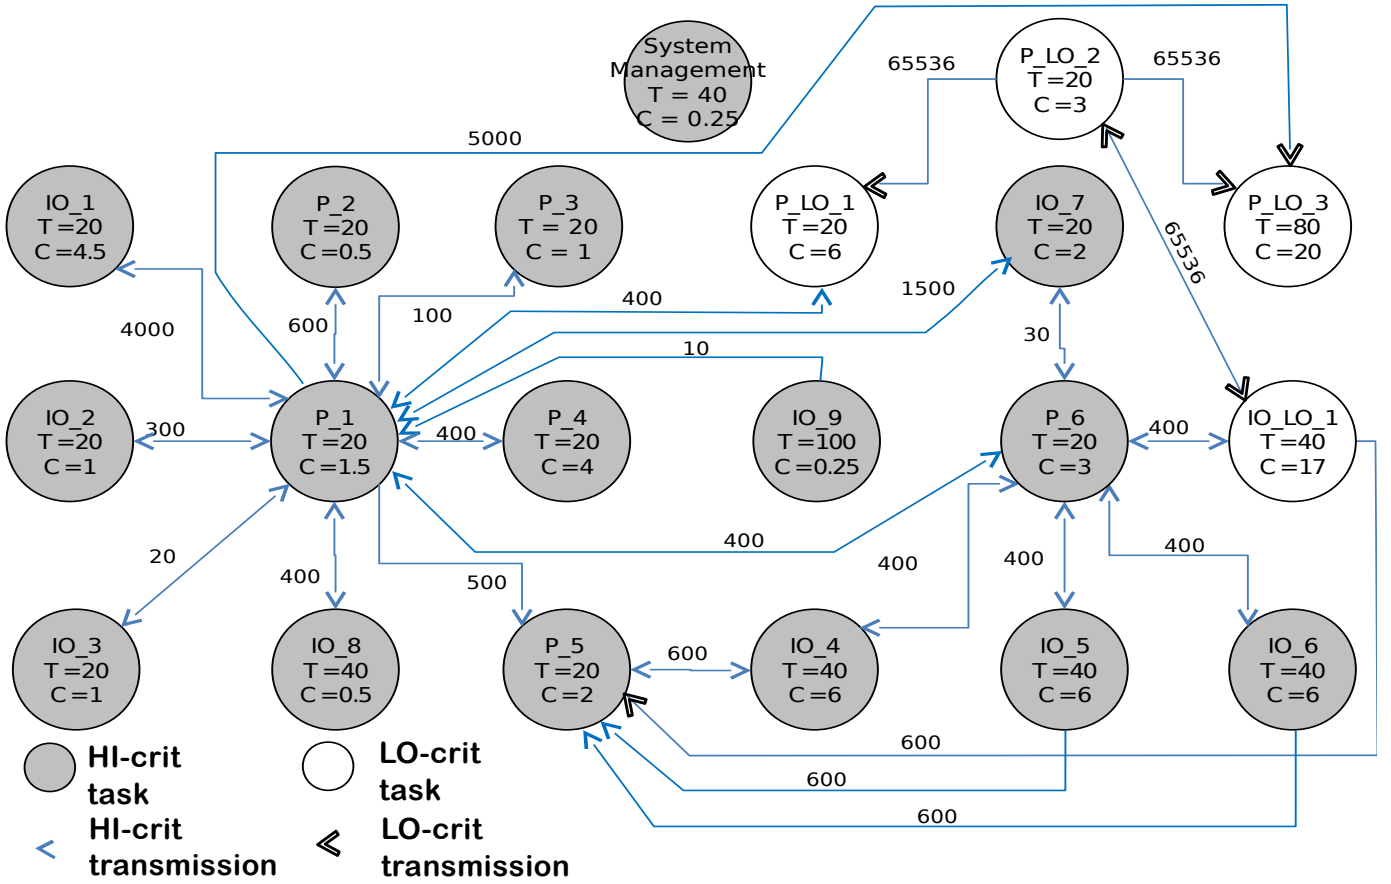 System
Management
T = 40
C = 0.25
P_LO_2
T=20
C=3
65536
65536
5000
IO_1
T=20
C=4.5
P_2
T=20
C=0.5
P_3
T = 20
C = 1
P_LO_1
T=20
C=6
IO_7
T=20
C=2
P_LO_3
T=80
C=20
65536
4000
600
100
400
1500
30
10
IO_2
T=20
C=1
300
P_1
T=20
C=1.5
400
P_4
T=20
C=4
IO_9
T=100
C=0.25
P_6
T=20
C=3
400
IO_LO_1
T=40
C=17
20
400
500
400
400
400
400
IO_3
T=20
C=1
IO_8
T=40
C=0.5
P_5
T=20
C=2
600
IO_4
T=40
C=6
IO_5
T=40
C=6
IO_6
T=40
C=6
600
600
600
HI-crit
task
LO-crit
task
HI-crit
transmission
LO-crit
transmission